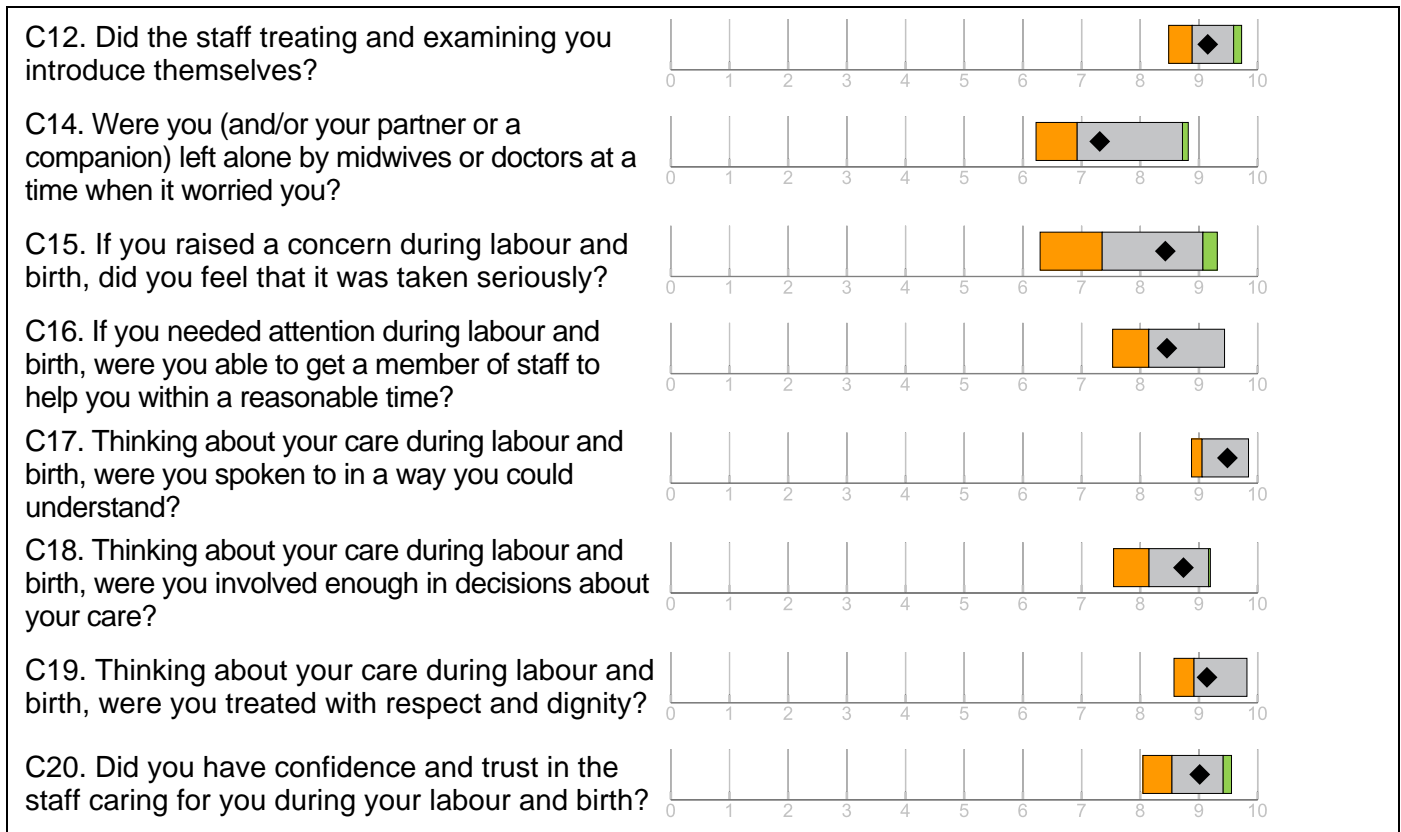 C12. Did the staff treating and examining you
introduce themselves?
0 1 2 3 4 5 6 7 8 9 10
C14. Were you (and/or your partner or a
companion) left alone by midwives or doctors at a
time when it worried you?
0 1 2 3 4 5 6 7 8 9 10
C15. If you raised a concern during labour and
birth, did you feel that it was taken seriously?
0 1 2 3 4 5 6 7 8 9 10
C16. If you needed attention during labour and
birth, were you able to get a member of staff to
help you within a reasonable time?
0 1 2 3 4 5 6 7 8 9 10
C17. Thinking about your care during labour and
birth, were you spoken to in a way you could
understand?
0 1 2 3 4 5 6 7 8 9 10
C18. Thinking about your care during labour and
birth, were you involved enough in decisions about
your care?
0 1 2 3 4 5 6 7 8 9 10
C19. Thinking about your care during labour and
birth, were you treated with respect and dignity?
0 1 2 3 4 5 6 7 8 9 10
C20. Did you have confidence and trust in the
staff caring for you during your labour and birth?
0 1 2 3 4 5 6 7 8 9 10